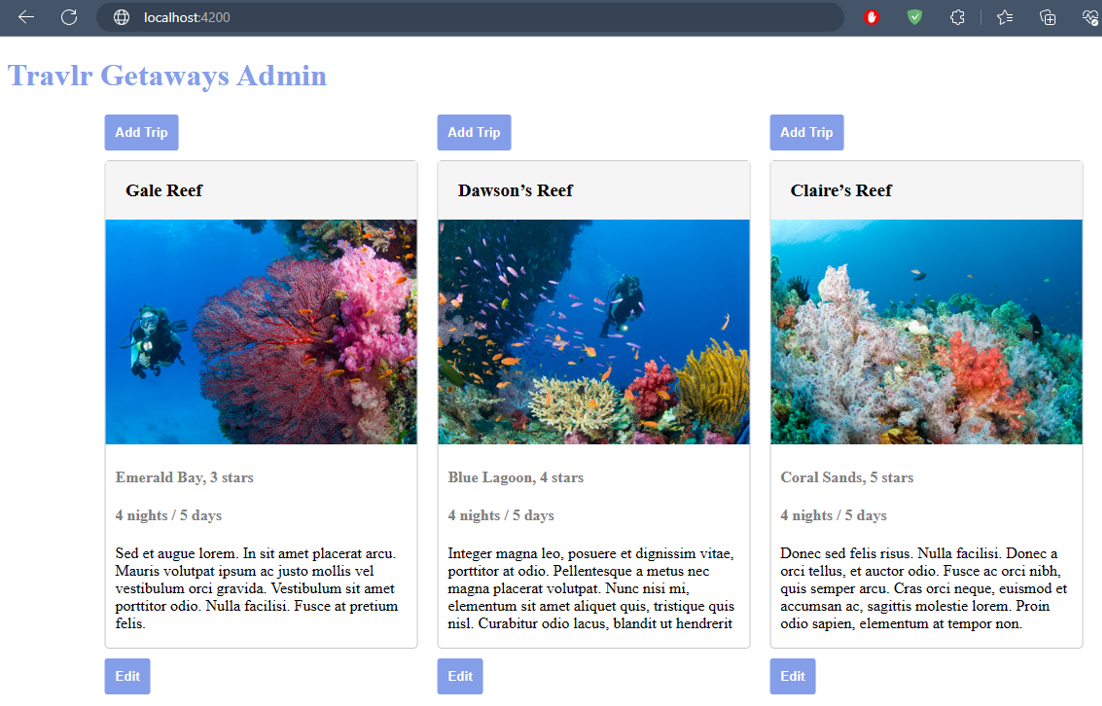 localhost:4200
Travlr Getaways Admin
Add Trip
Gale Reef
Emerald Bay, 3 stars
4 nights / 5 days
Sed et augue lorem. In sit amet placerat arcu.
Mauris volutpat ipsum ac justo mollis vel
vestibulum orci gravida. Vestibulum sit amet
porttitor odio. Nulla facilisi. Fusce at pretium
felis.
Edit
Add Trip
Dawson’s Reef
Blue Lagoon, 4 stars
4 nights / 5 days
Integer magna leo, posuere et dignissim vitae,
porttitor at odio. Pellentesque a metus nec
magna placerat volutpat. Nunc nisi mi,
elementum sit amet aliquet quis, tristique quis
nisl. Curabitur odio lacus, blandit ut hendrerit
Edit
Add Trip
Claire’s Reef
Coral Sands, 5 stars
4 nights / 5 days
Donec sed felis risus. Nulla facilisi. Donec a
orci tellus, et auctor odio. Fusce ac orci nibh,
quis semper arcu. Cras orci neque, euismod et
accumsan ac, sagittis molestie lorem. Proin
odio sapien, elementum at tempor non.
Edit